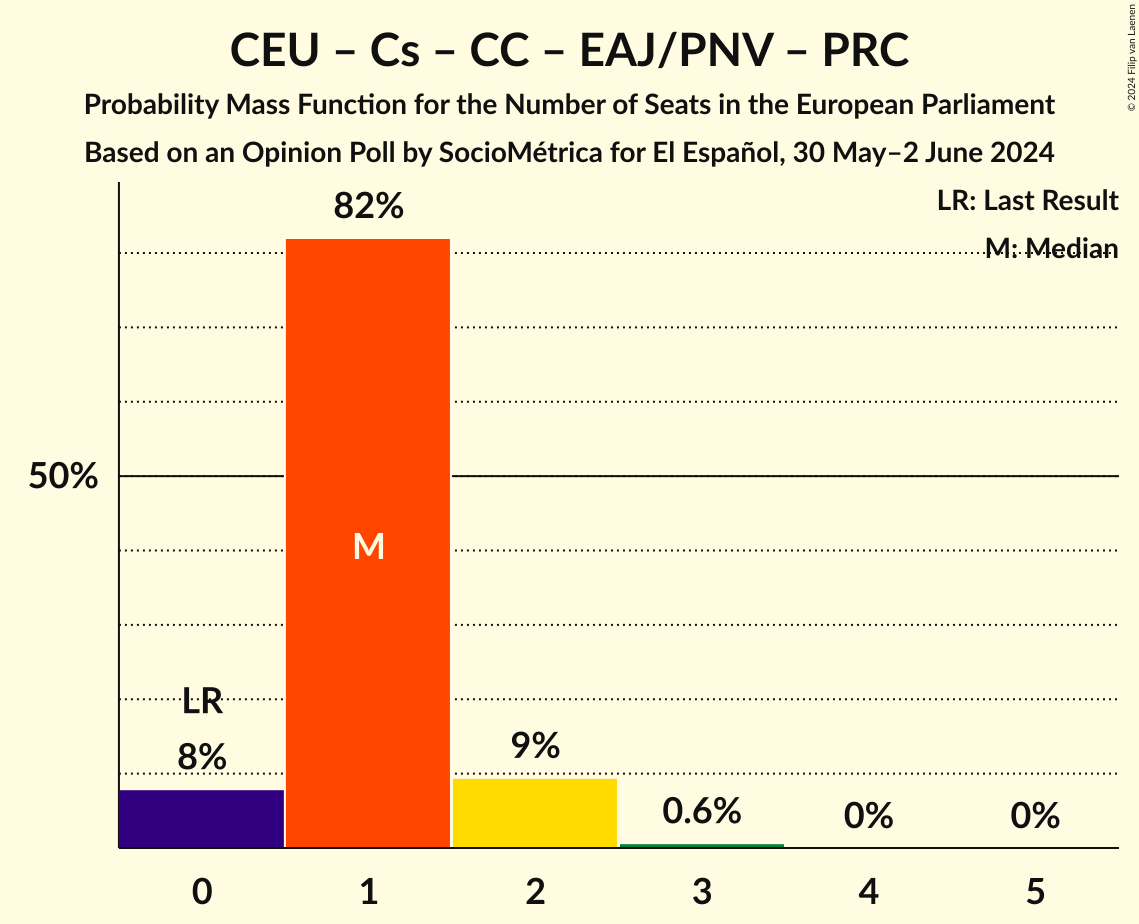 CEU – Cs – CC – EAJ/PNV – PRC
Probability Mass Function for the Number of Seats in the European Parliament
Based on an Opinion Poll by SocioMétrica for El Español, 30 May–2 June 2024
© 2024 Filip van Laenen
LR: Last Result
M: Median
82%
50%
M
LR
8%
9%
0.6%
0%
0%
0
1
2
3
4
5